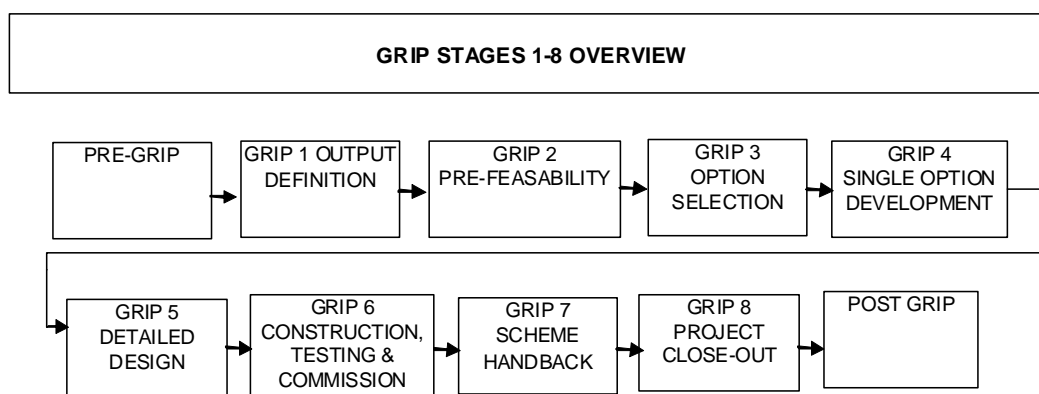 GRIP STAGES 1-8 OVERVIEW
PRE-GRIP
GRIP 1 OUTPUT
DEFINITION
GRIP 2
PRE-FEASABILITY
GRIP 3
OPTION
SELECTION
GRIP 4
SINGLE OPTION
DEVELOPMENT
GRIP 5
DETAILED
DESIGN
GRIP 6
CONSTRUCTION,
TESTING &
COMMISSION
GRIP 7
SCHEME
HANDBACK
GRIP 8
PROJECT
CLOSE-OUT
POST GRIP